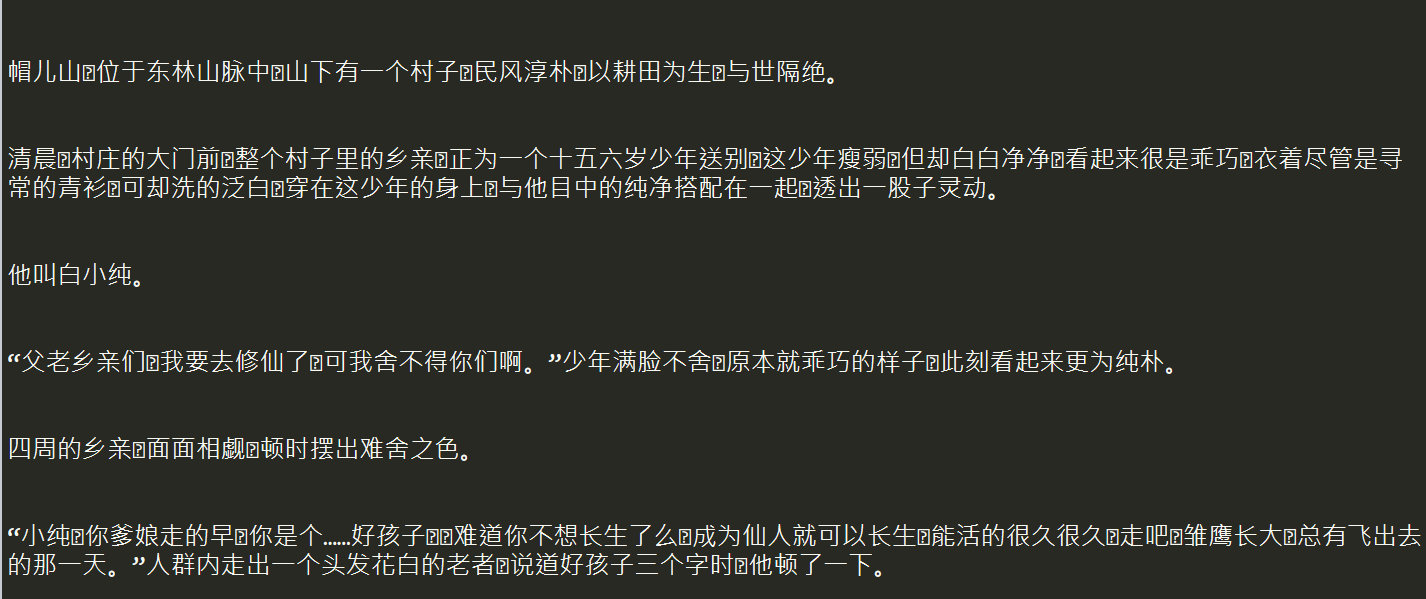 帽儿山⍰位于东林山脉中⍰山下有一个村子⍰民风淳朴⍰以耕田为生⍰与世隔绝。
清晨⍰村庄的大门前⍰整个村子里的乡亲⍰正为一个十五六岁少年送别⍰这少年瘦弱⍰但却白白净净⍰看起来很是乖巧⍰衣着尽管是寻
常的青衫⍰可却洗的泛白⍰穿在这少年的身上⍰与他目中的纯净搭配在一起⍰透出一股子灵动。
他叫白小纯。
“父老乡亲们⍰我要去修仙了⍰可我舍不得你们啊。”少年满脸不舍⍰原本就乖巧的样子⍰此刻看起来更为纯朴。
四周的乡亲⍰面面相觑⍰顿时摆出难舍之色。
“小纯⍰你爹娘走的早⍰你是个……好孩子⍰⍰难道你不想长生了么⍰成为仙人就可以长生⍰能活的很久很久⍰走吧⍰雏鹰长大⍰总有飞出去
的那一天。”人群内走出一个头发花白的老者⍰说道好孩子三个字时⍰他顿了一下。